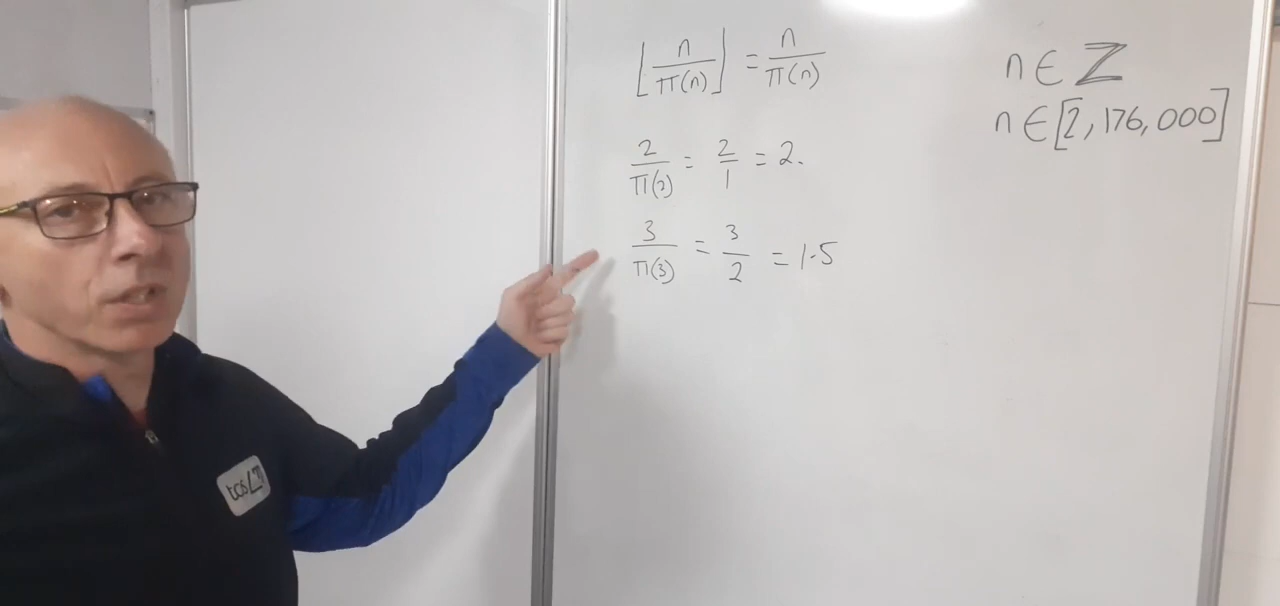 ⌊n/π(n)⌋ = n/π(n)
2/π(2) = 2/1 = 2.
3/π(3) = 3/2 = 1.5
n ∈ ℤ
n ∈ [2, 176, 000]